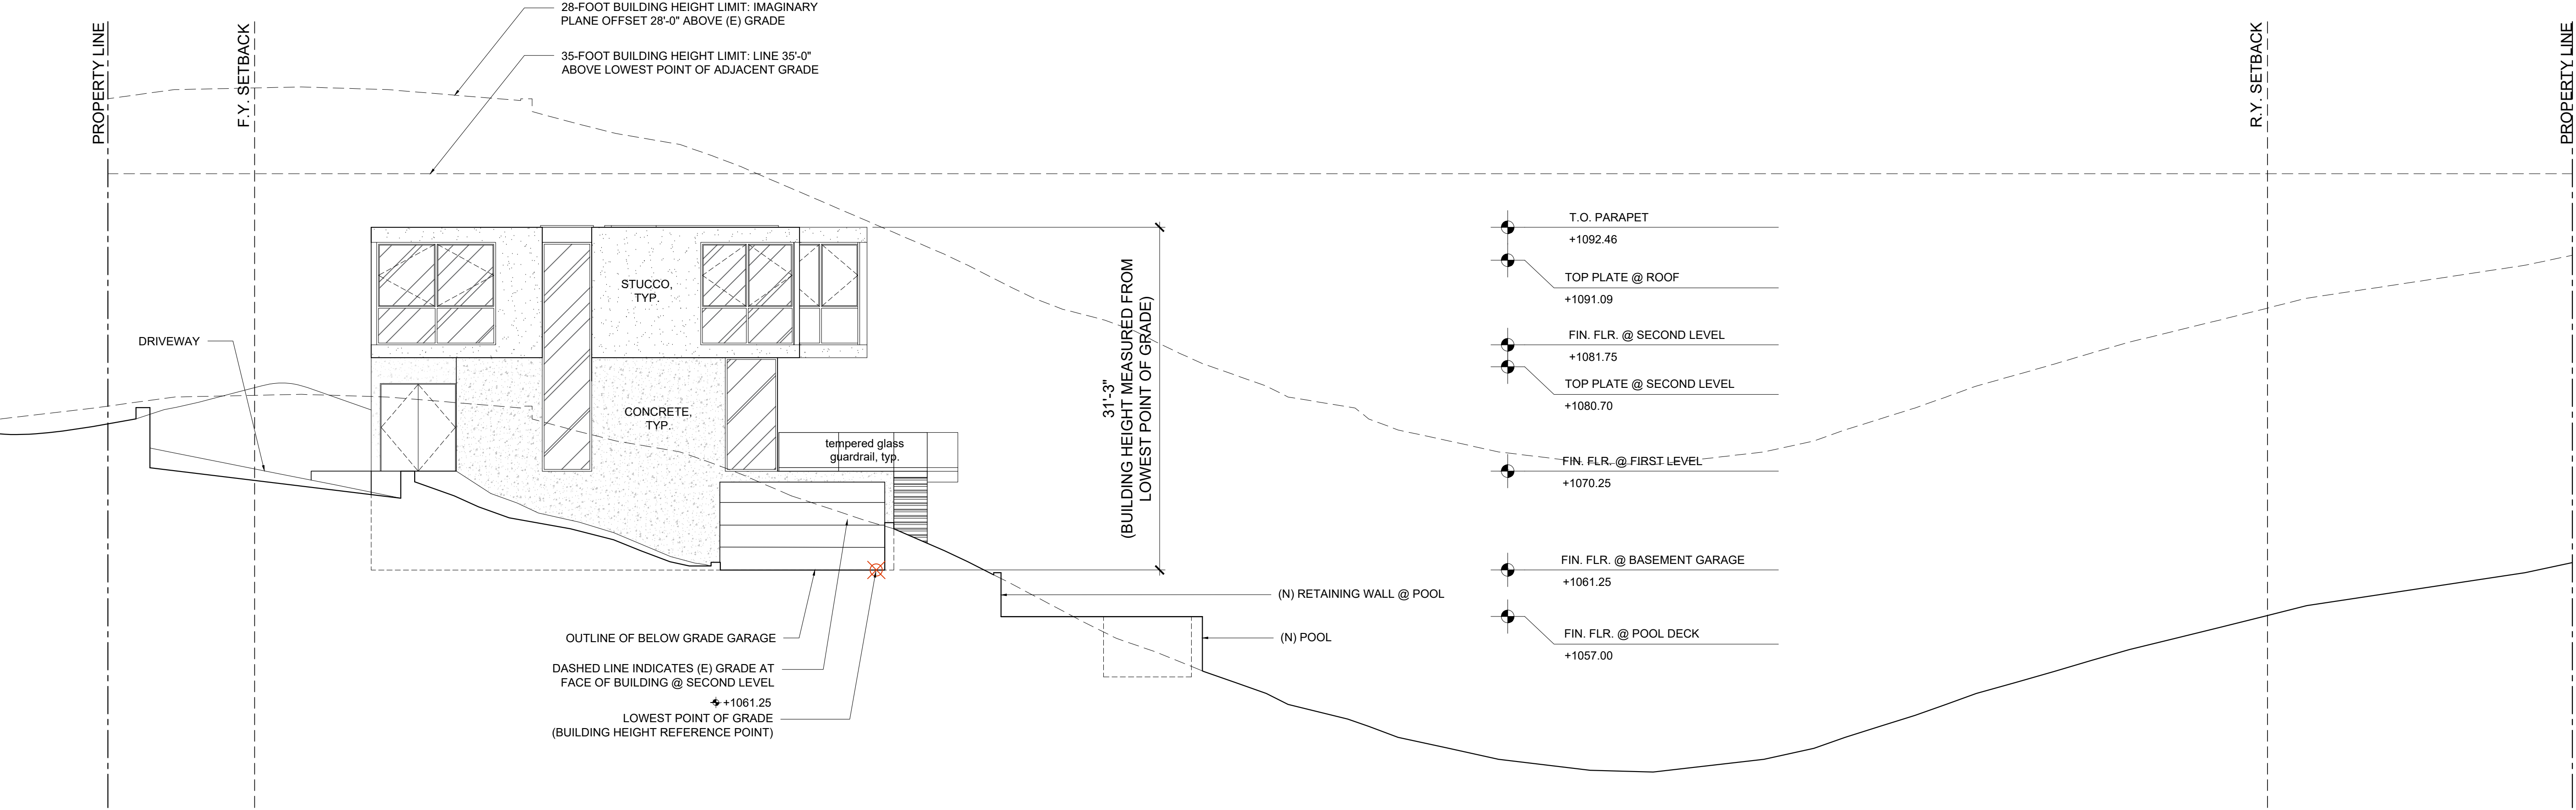 28-FOOT BUILDING HEIGHT LIMIT: IMAGINARY
PLANE OFFSET 28'-0" ABOVE (E) GRADE
35-FOOT BUILDING HEIGHT LIMIT: LINE 35'-0"
ABOVE LOWEST POINT OF ADJACENT GRADE
PROPERTY LINE
F.Y. SETBACK
R.Y. SETBACK
PROPERTY LINE
STUCCO,
TYP.
DRIVEWAY
CONCRETE,
TYP.
tempered glass
guardrail, typ.
31'-3"
(BUILDING HEIGHT MEASURED FROM
LOWEST POINT OF GRADE)
T.O. PARAPET
+1092.46
TOP PLATE @ ROOF
+1091.09
FIN. FLR. @ SECOND LEVEL
+1081.75
TOP PLATE @ SECOND LEVEL
+1080.70
FIN. FLR. @ FIRST LEVEL
+1070.25
FIN. FLR. @ BASEMENT GARAGE
+1061.25
FIN. FLR. @ POOL DECK
+1057.00
(N) RETAINING WALL @ POOL
(N) POOL
OUTLINE OF BELOW GRADE GARAGE
DASHED LINE INDICATES (E) GRADE AT
FACE OF BUILDING @ SECOND LEVEL
+1061.25
LOWEST POINT OF GRADE
(BUILDING HEIGHT REFERENCE POINT)